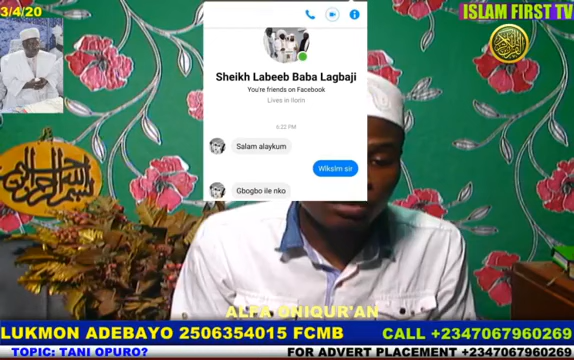 3/4/20
ISLAM FIRST TV
Sheikh Labeeb Baba Lagbaji
You're friends on Facebook
Lives in Ilorin
6:22 PM
Salam alaykum
Wlkslm sir
Gbogbo ile nko
ALFA ONIQUR'AN
LUKMON ADEBAYO 2506354015 FCMB
CALL +2347067960269
TOPIC: TANI OPURO?
FOR ADVERT PLACEMENT +2347067960269